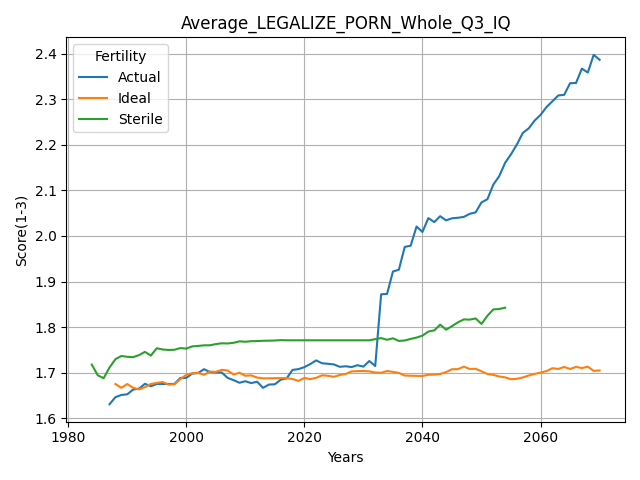 Average_LEGALIZE_PORN_Whole_Q3_IQ
Fertility
Actual
Ideal
Sterile
Score(1-3)
2.4
2.3
2.2
2.1
2.0
1.9
1.8
1.7
1.6
1980
2000
2020
2040
2060
Years